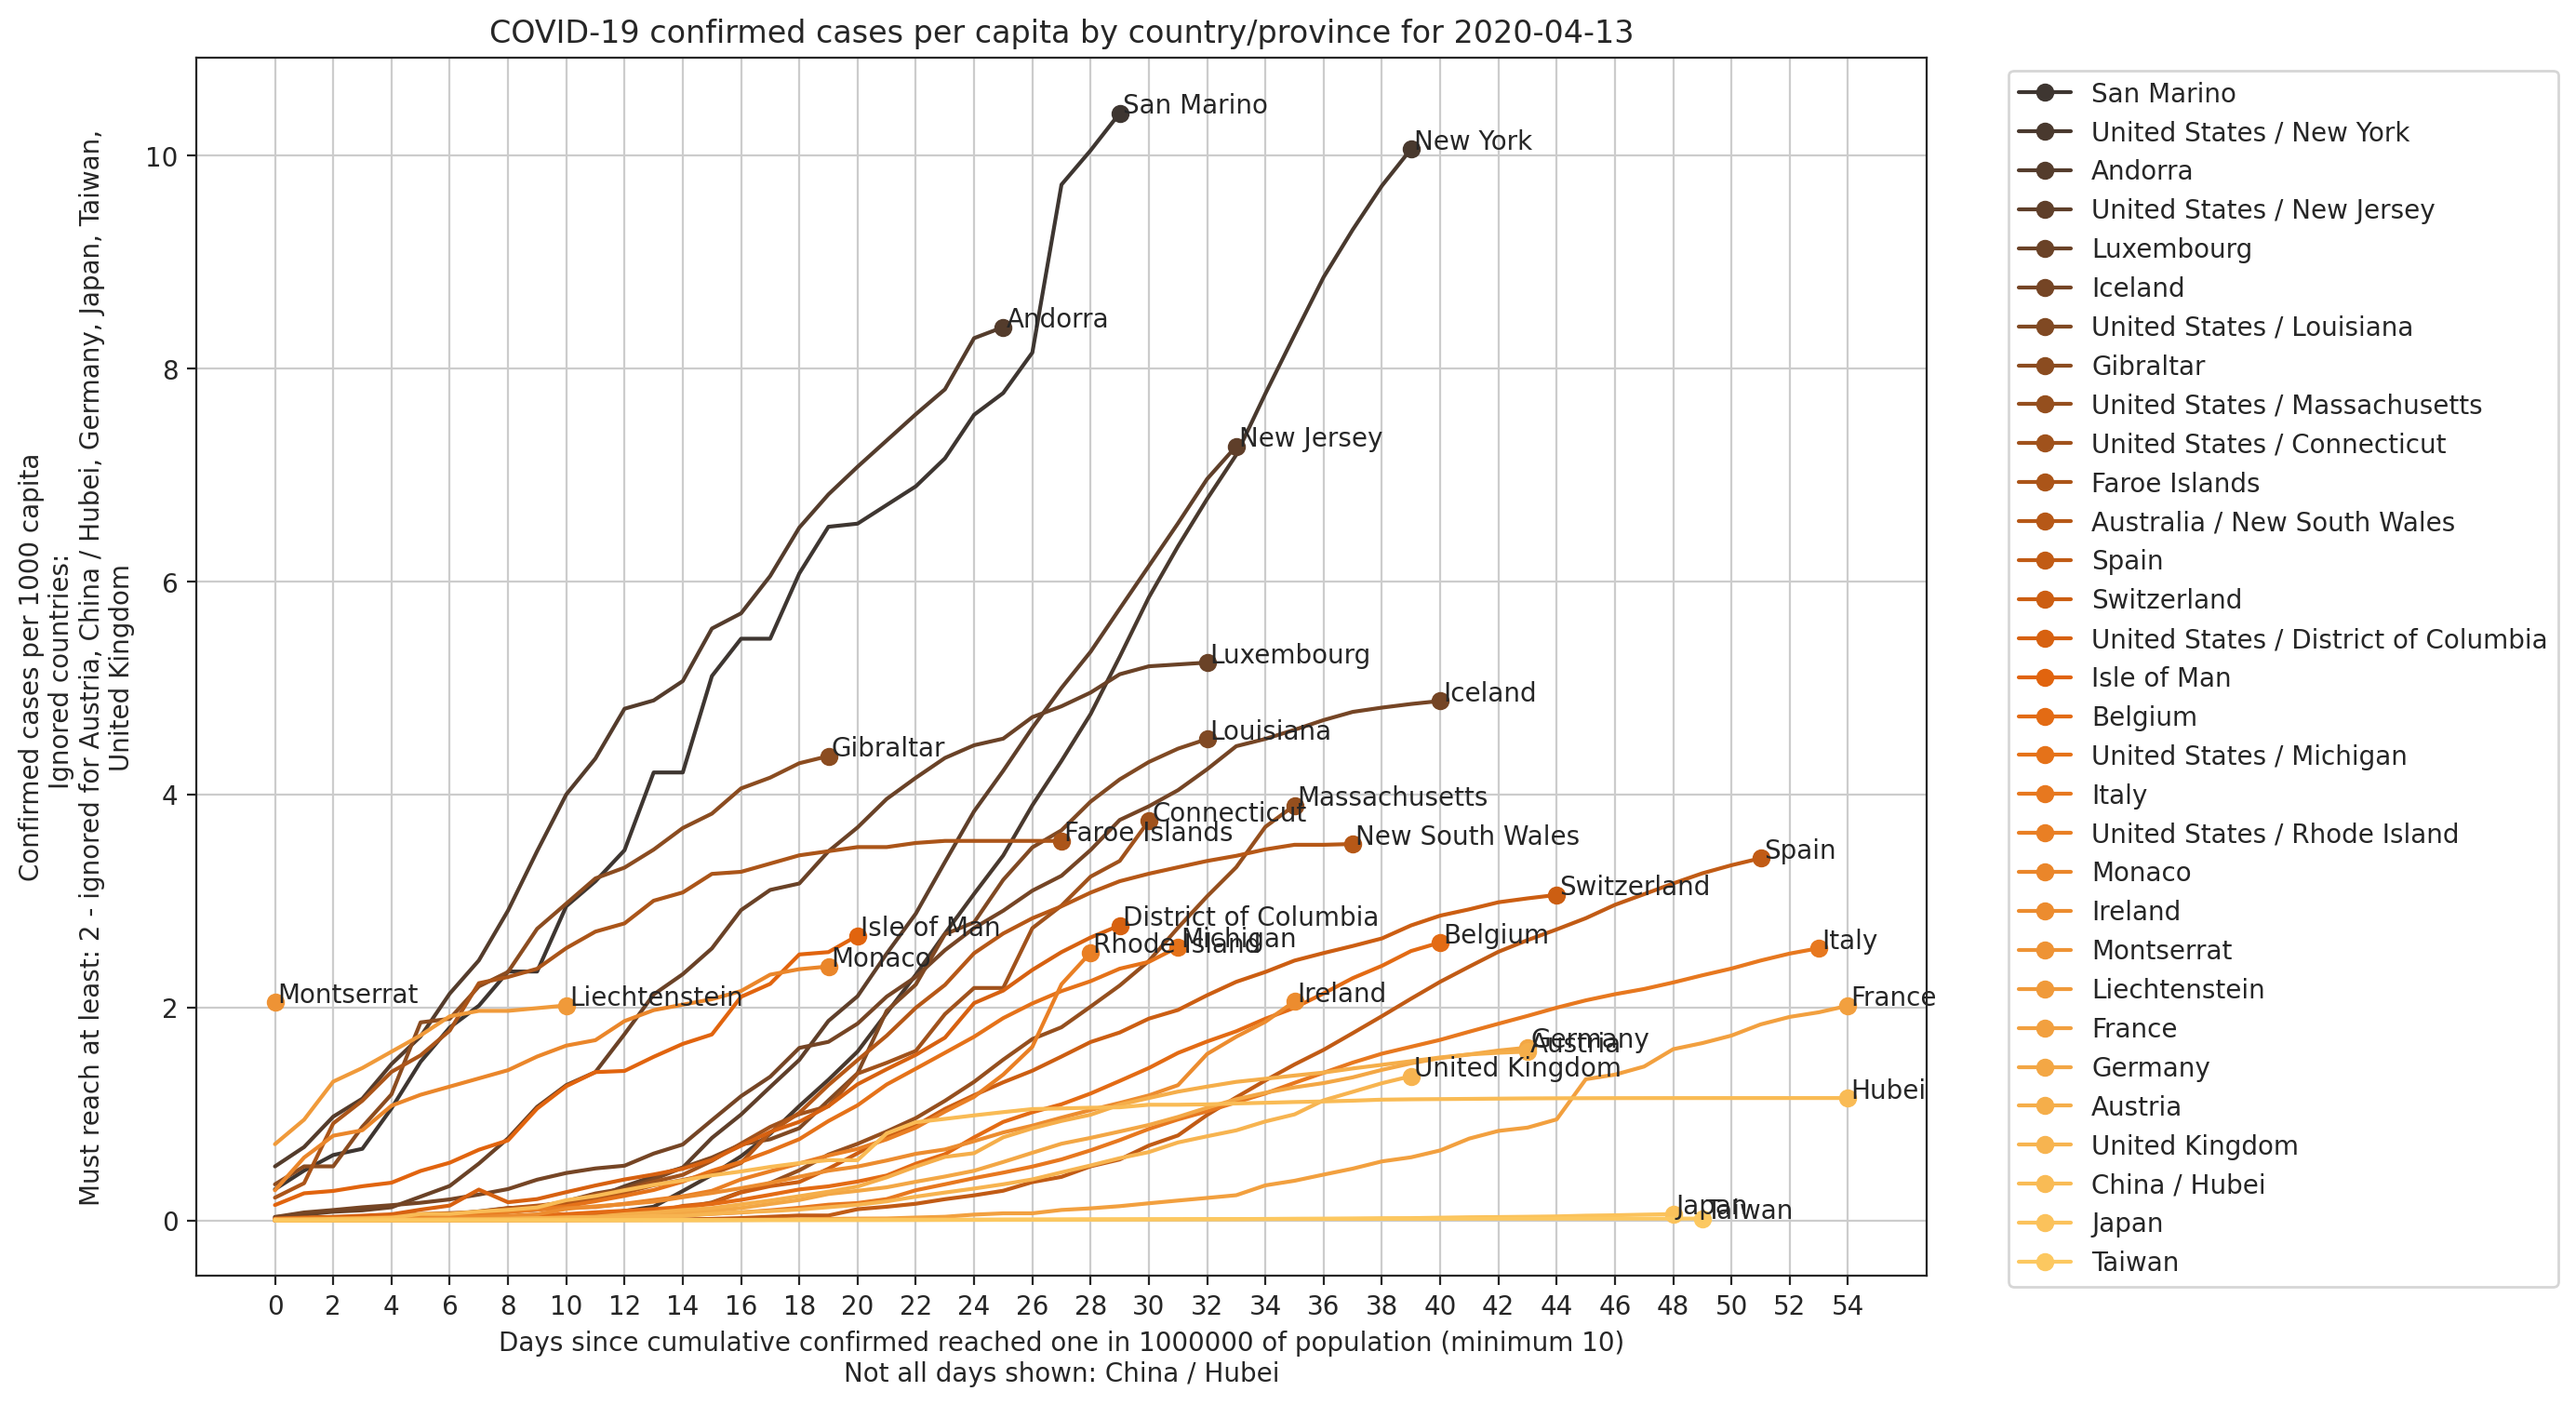 COVID-19 confirmed cases per capita by country/province for 2020-04-13
Confirmed cases per 1000 capita
Ignored countries:
Must reach at least: 2 - ignored for Austria, China / Hubei, Germany, Japan, Taiwan,
United Kingdom
10
8
6
4
2
0
San Marino
New York
Andorra
New Jersey
Luxembourg
Iceland
Louisiana
Gibraltar
Massachusetts
Connecticut
Faroe Islands
New South Wales
Spain
Switzerland
District of Columbia
Isle of Man
Belgium
Michigan
Rhode Island
Italy
Monaco
Montserrat
Liechtenstein
Ireland
France
Germany
Austria
United Kingdom
Hubei
Japan
Taiwan
0 2 4 6 8 10 12 14 16 18 20 22 24 26 28 30 32 34 36 38 40 42 44 46 48 50 52 54
Days since cumulative confirmed reached one in 1000000 of population (minimum 10)
Not all days shown: China / Hubei
San Marino
United States / New York
Andorra
United States / New Jersey
Luxembourg
Iceland
United States / Louisiana
Gibraltar
United States / Massachusetts
United States / Connecticut
Faroe Islands
Australia / New South Wales
Spain
Switzerland
United States / District of Columbia
Isle of Man
Belgium
United States / Michigan
Italy
United States / Rhode Island
Monaco
Ireland
Montserrat
Liechtenstein
France
Germany
Austria
United Kingdom
China / Hubei
Japan
Taiwan